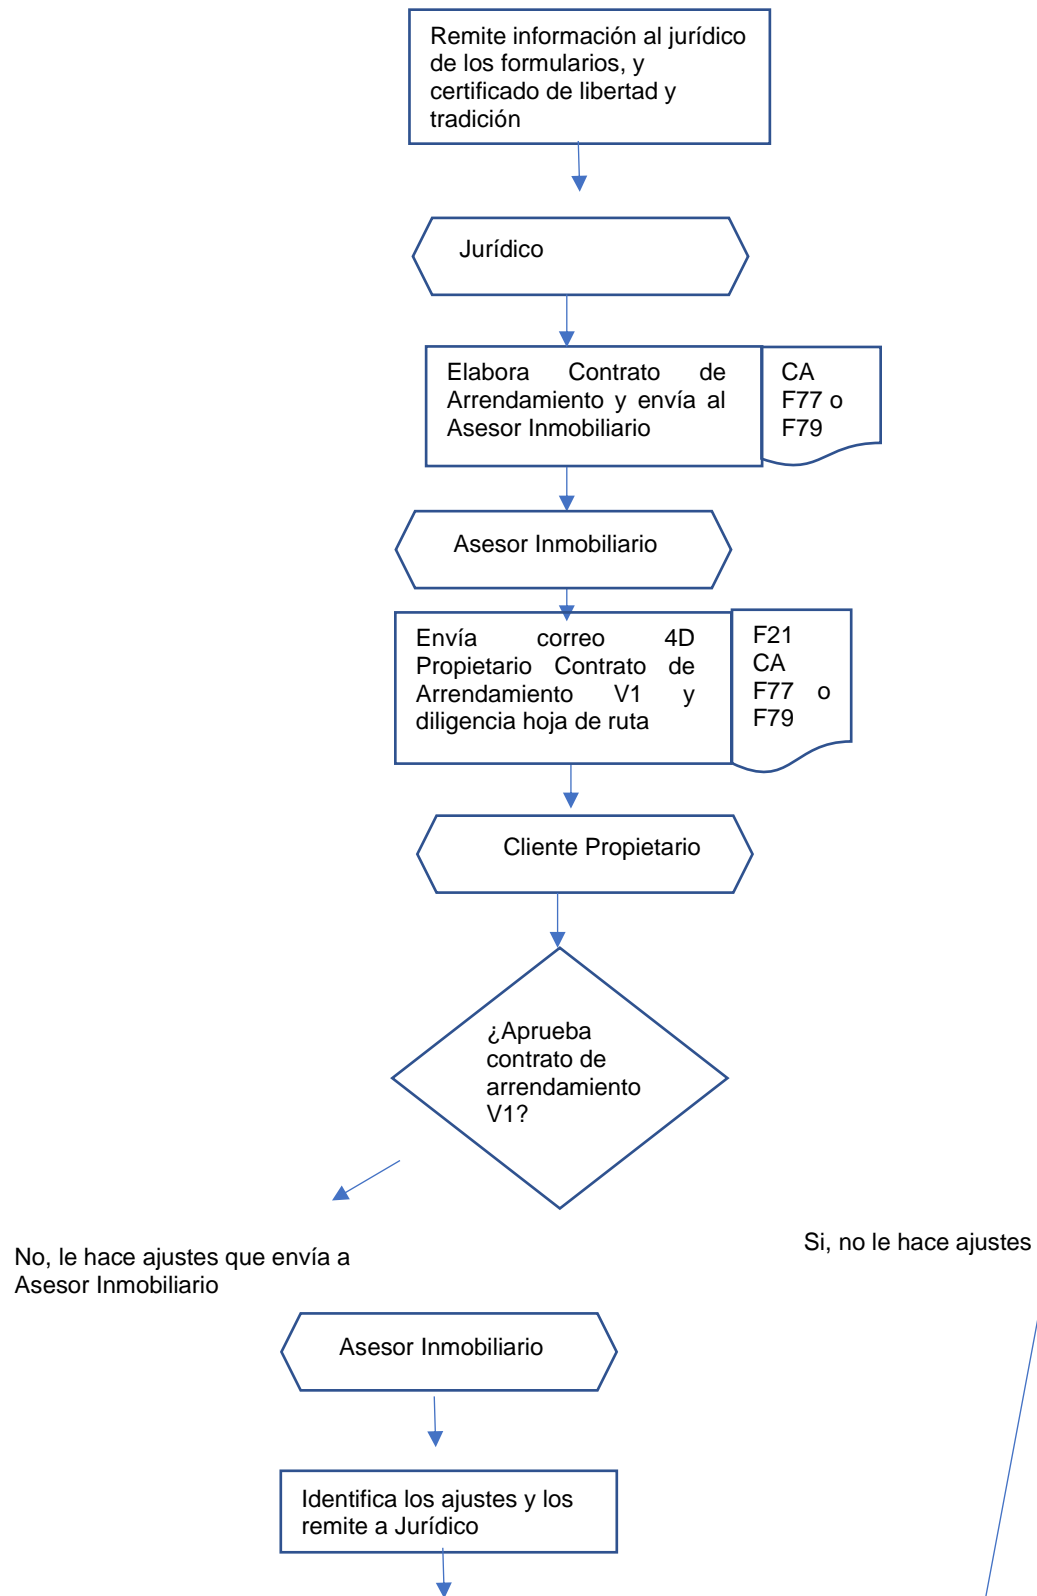 Remite información al jurídico
de los formularios, y
certificado de libertad y
tradición
Jurídico
Elabora Contrato de
Arrendamiento y envía al
Asesor Inmobiliario
CA
F77 o
F79
Asesor Inmobiliario
Envía correo 4D
Propietario Contrato de
Arrendamiento V1 y
diligencia hoja de ruta
F21
CA
F77 o
F79
Cliente Propietario
¿Aprueba
contrato de
arrendamiento
V1?
No, le hace ajustes que envía a
Asesor Inmobiliario
Si, no le hace ajustes
Asesor Inmobiliario
Identifica los ajustes y los
remite a Jurídico